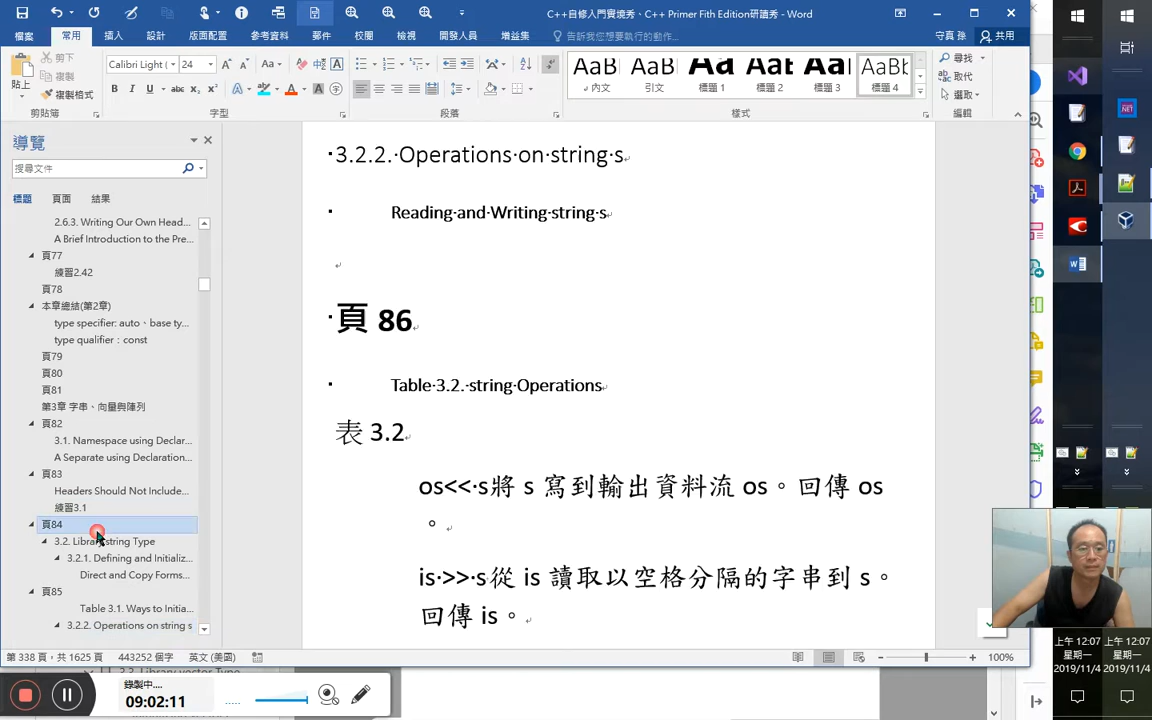 C++自修入門實境秀、C++ Primer Fifth Edition研讀秀 - Word
檔案 常用 插入 設計 版面配置 參考資料 郵件 校閱 檢視 開發人員 增益集 告訴我您想要執行的動作... 守真 孫 共用
貼上 剪下 複製 複製格式 剪貼簿
Calibri Light ( 24 字型
段落
AaB 內文 AaB 引文 Aa 標題 1 AaB 標題 2 Aal 標題 3 AaB 標題 4 樣式
尋找 取代 選取 編輯
導覽
搜尋文件
標題 頁面 結果
2.6.3. Writing Our Own Head...
A Brief Introduction to the Pre...
頁77
練習2.42
頁78
本章總結(第2章)
type specifier: auto、base ty...
type qualifier：const
頁79
頁80
頁81
第3章 字串、向量與陣列
頁82
3.1. Namespace using Declar...
A Separate using Declaration...
頁83
Headers Should Not Include...
練習3.1
頁84
3.2. Library string Type
3.2.1. Defining and Initializ...
Direct and Copy Forms...
頁85
Table 3.1. Ways to Initia...
3.2.2. Operations on string s
3.2.2. Operations on string s
Reading and Writing string s
頁 86
Table 3.2. string Operations
表 3.2
os<< s將 s 寫到輸出資料流 os。回傳 os
。
is >> s從 is 讀取以空格分隔的字串到 s。
回傳 is。
第 338 頁，共 1625 頁 443252 個字 英文 (美國) 100%
錄製中...
09:02:11
上午 12:07
星期一
2019/11/4
上午 12:07
星期一
2019/11/4